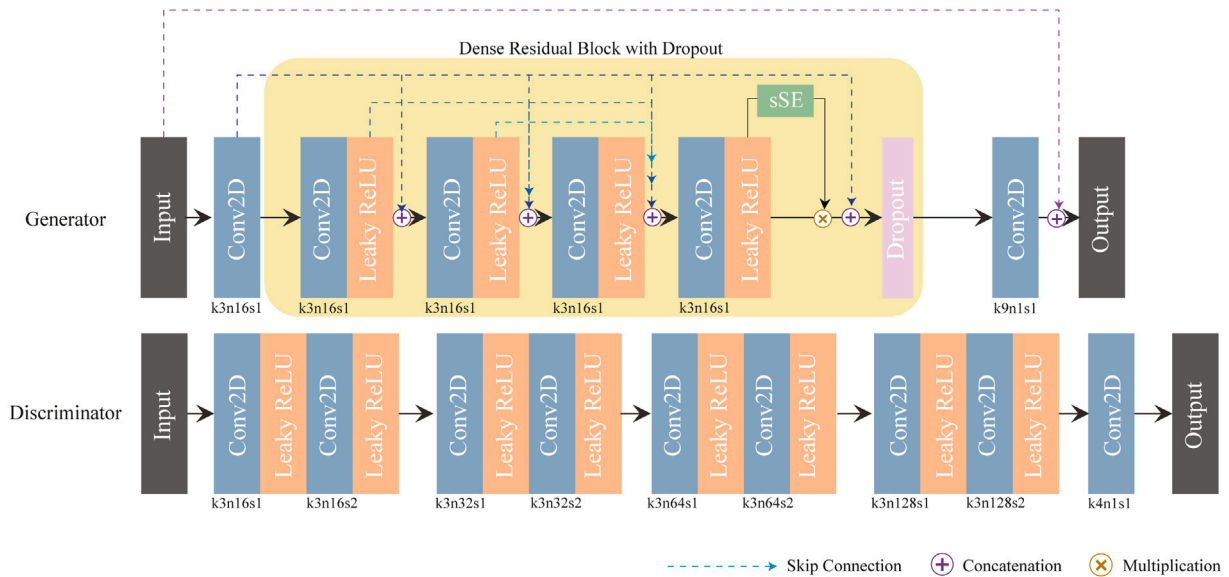 Dense Residual Block with Dropout
sSE
Generator
Input
Conv2D
Conv2D
Leaky ReLU
Conv2D
Leaky ReLU
Conv2D
Leaky ReLU
Conv2D
Leaky ReLU
Dropout
Conv2D
Output
k3n16s1
k3n16s1
k3n16s1
k3n16s1
k3n16s1
k9n1s1
Discriminator
Input
Conv2D
Leaky ReLU
Conv2D
Leaky ReLU
Conv2D
Leaky ReLU
Conv2D
Leaky ReLU
Conv2D
Leaky ReLU
Conv2D
Leaky ReLU
Conv2D
Leaky ReLU
Conv2D
Leaky ReLU
Conv2D
Output
k3n16s1
k3n16s2
k3n32s1
k3n32s2
k3n64s1
k3n64s2
k3n128s1
k3n128s2
k4n1s1
Skip Connection
Concatenation
Multiplication